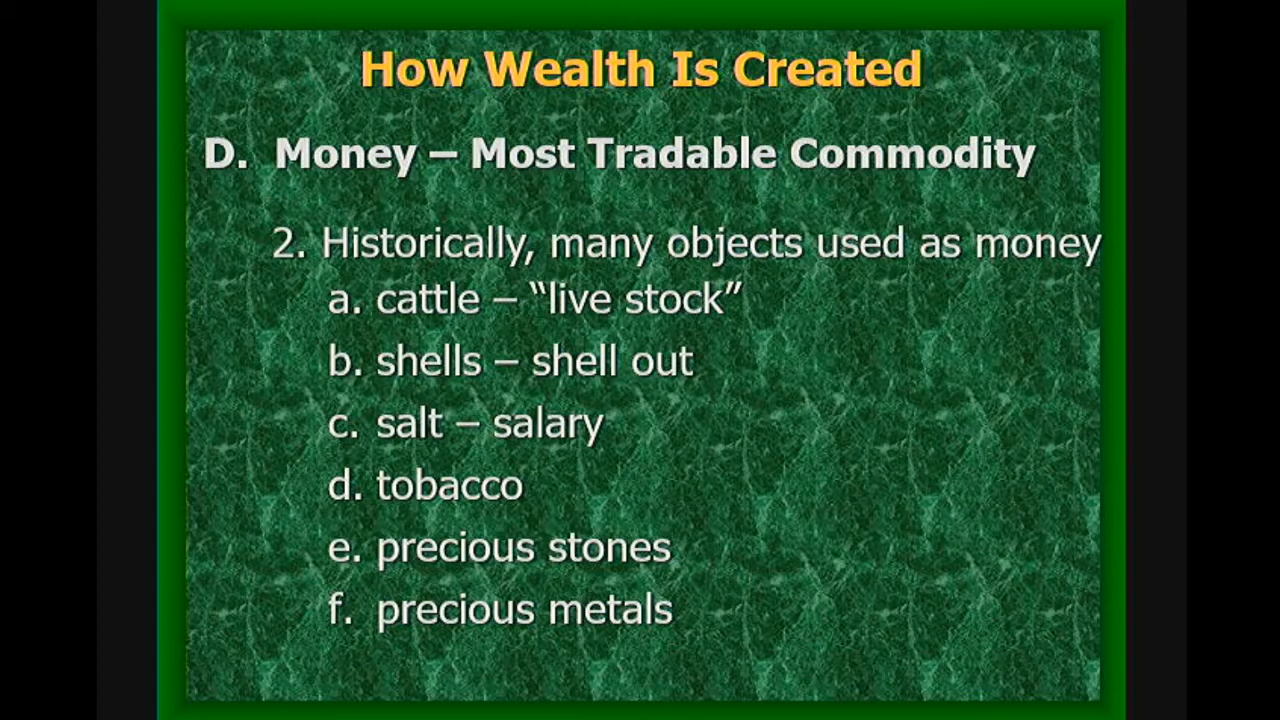 How Wealth Is Created
D. Money – Most Tradable Commodity
2. Historically, many objects used as money
a. cattle – “live stock”
b. shells – shell out
c. salt – salary
d. tobacco
e. precious stones
f. precious metals